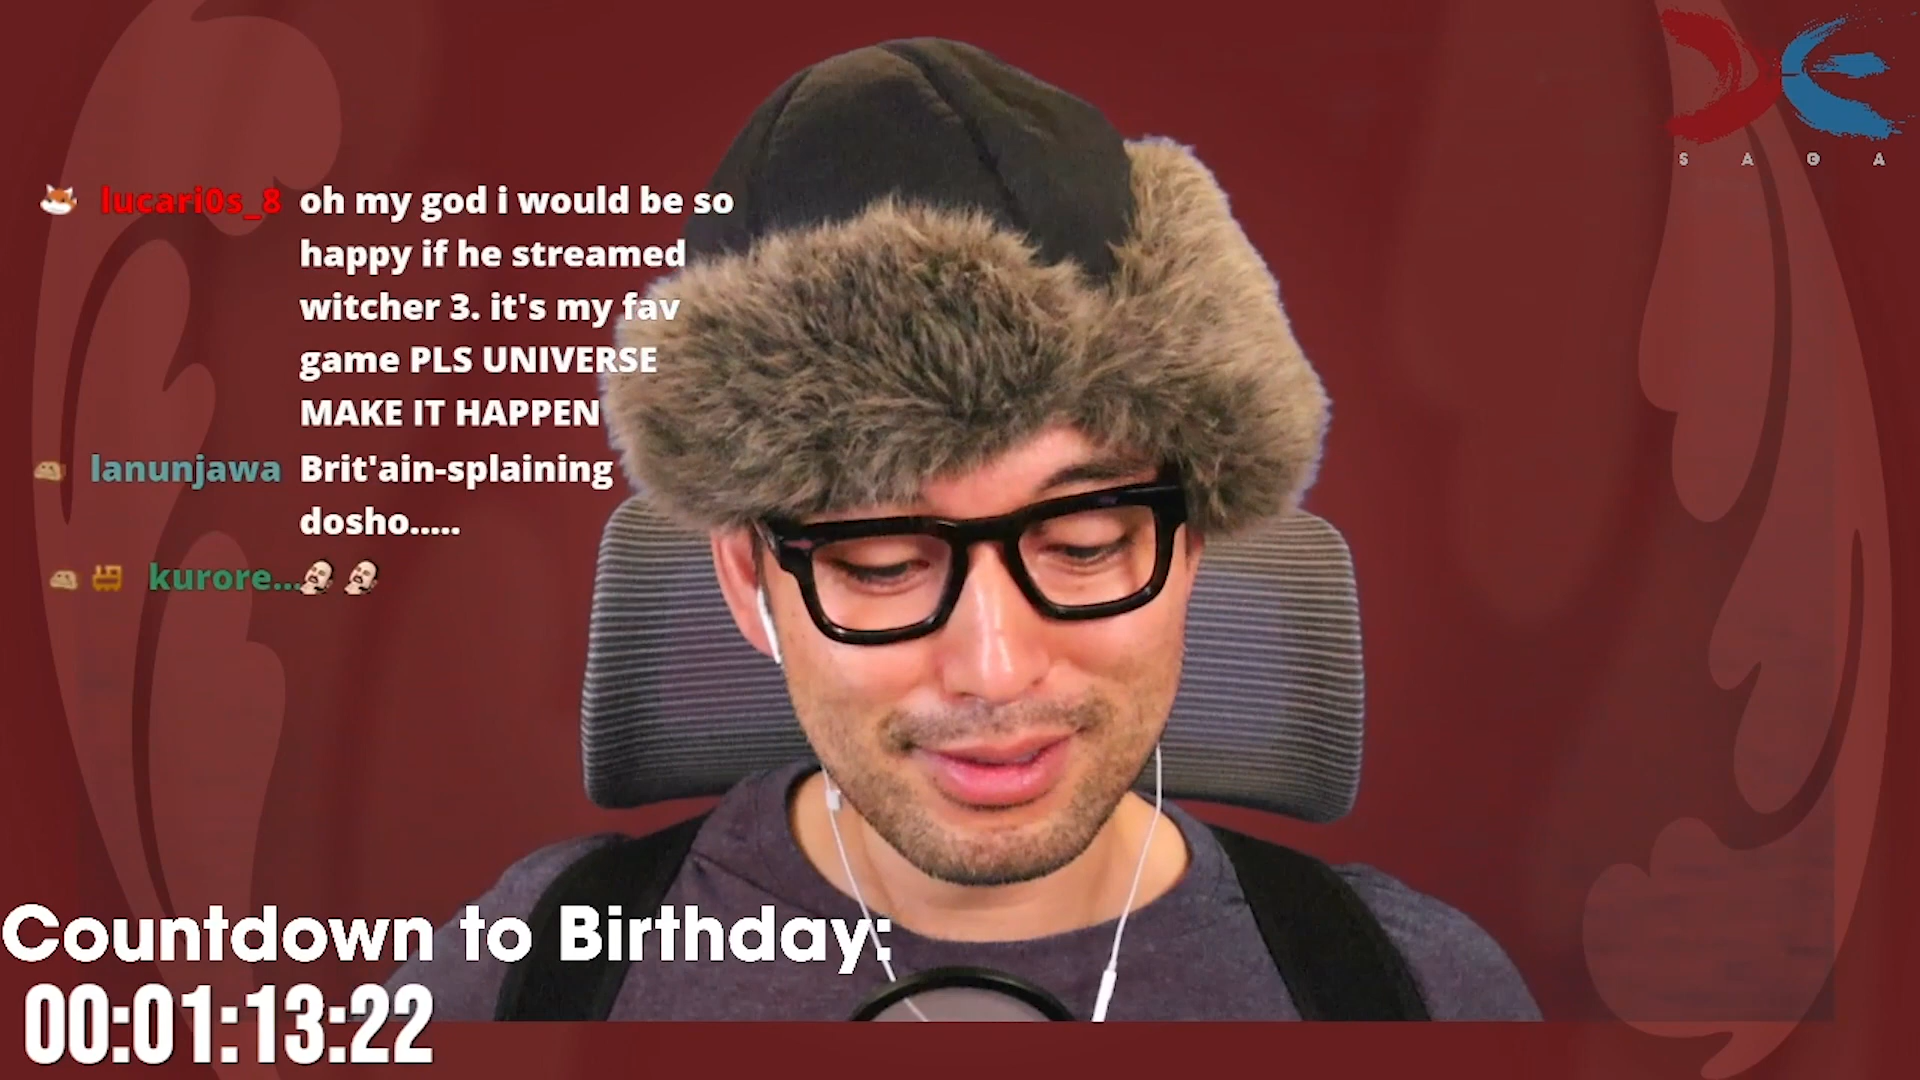 S A G A
lucari0s_8 oh my god i would be so
happy if he streamed
witcher 3. it's my fav
game PLS UNIVERSE
MAKE IT HAPPEN
lanunjawa Brit'ain-splaining
dosho.....
kurore...
Countdown to Birthday:
00:01:13:22